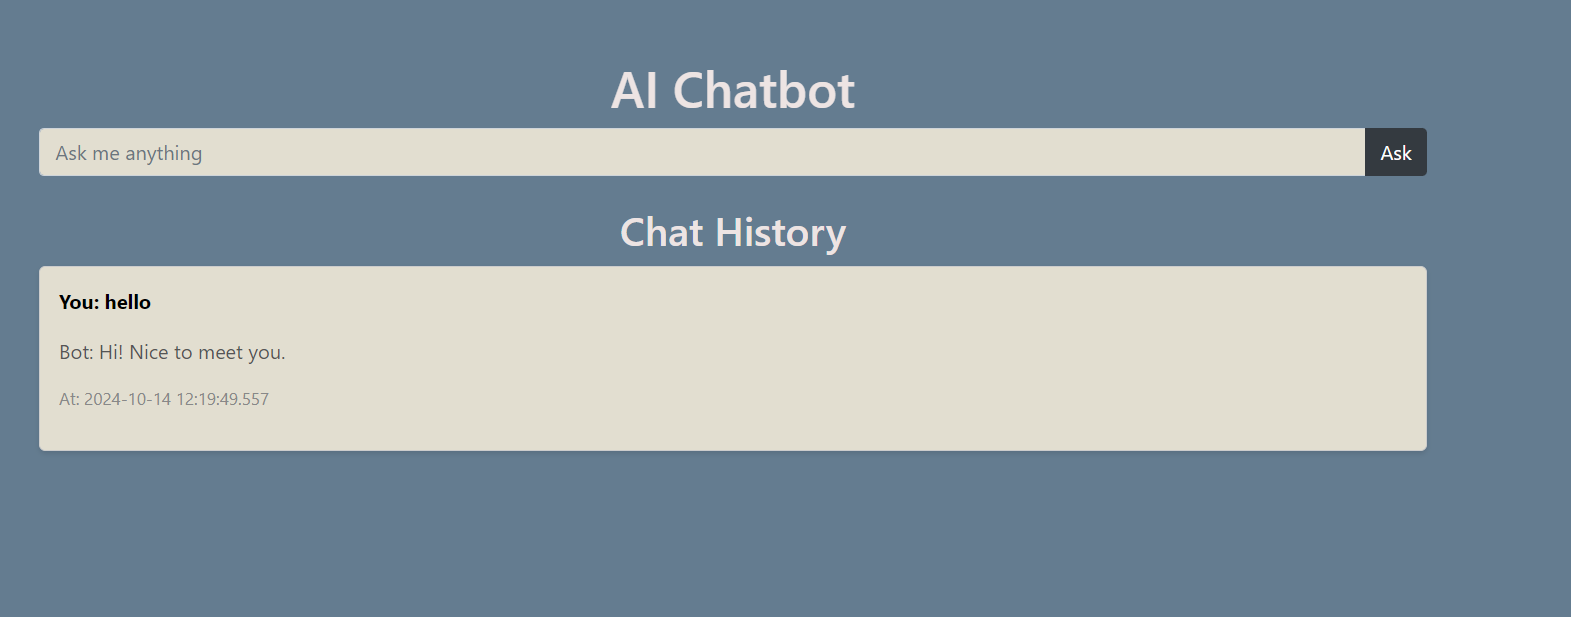 AI Chatbot
Ask me anything
Ask
Chat History
You: hello
Bot: Hi! Nice to meet you.
At: 2024-10-14 12:19:49.557